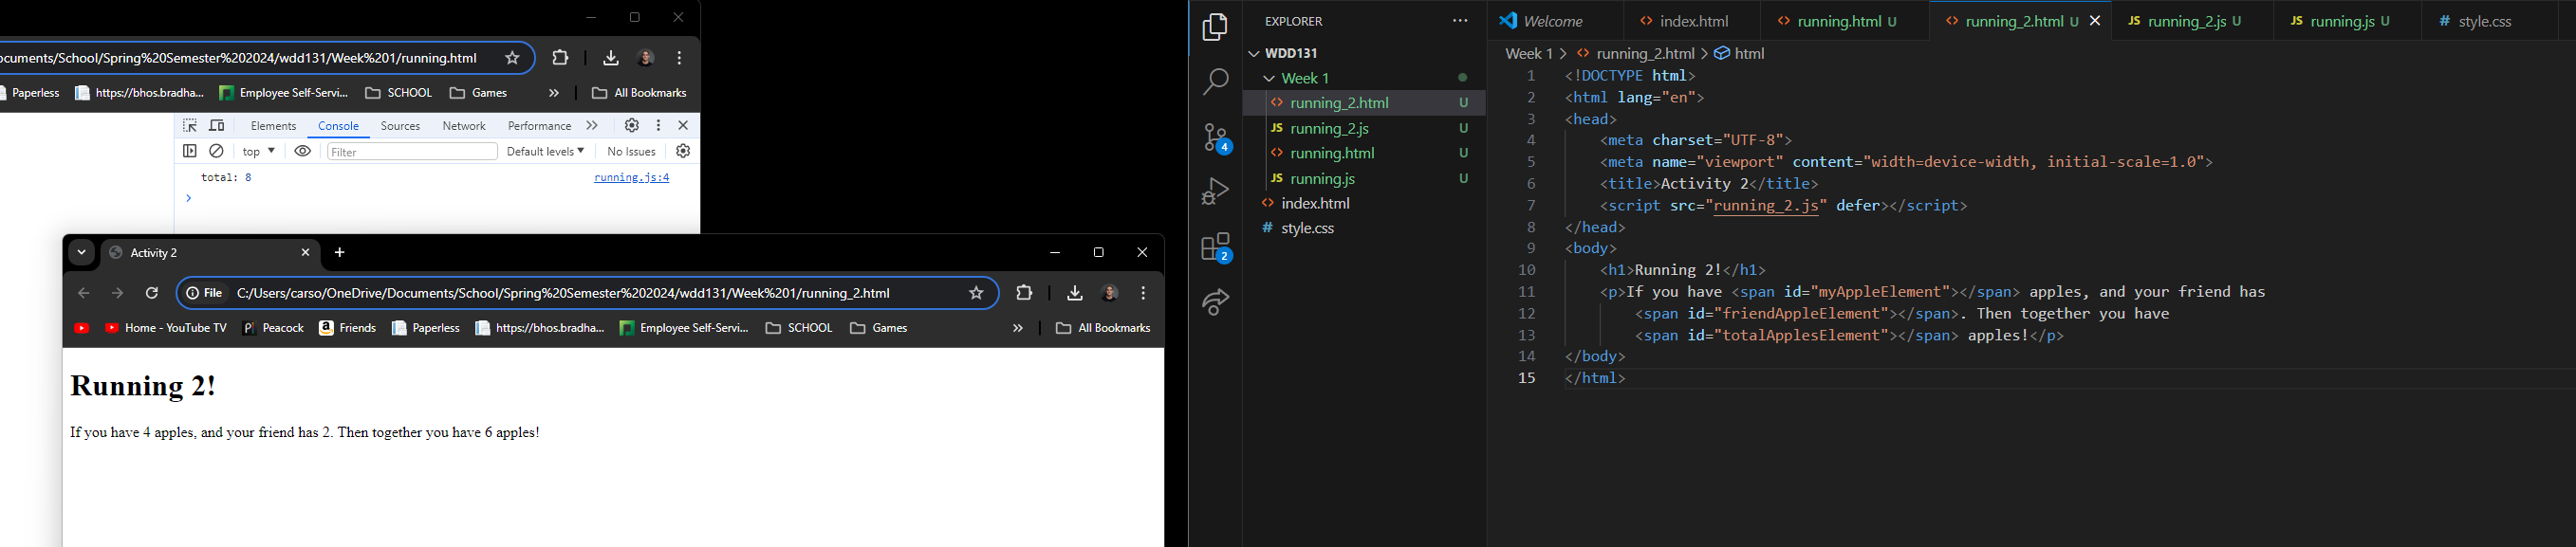 ocuments/School/Spring%20Semester%202024/wdd131/Week%201/running.html
Paperless https://bhos.bradha... Employee Self-Servi... SCHOOL Games » All Bookmarks
Elements Console Sources Network Performance »
top Filter Default levels No Issues
total: 8 running.js:4
>
Activity 2
File C:/Users/carso/OneDrive/Documents/School/Spring%20Semester%202024/wdd131/Week%201/running_2.html
Home - YouTube TV Peacock Friends Paperless https://bhos.bradha... Employee Self-Servi... SCHOOL Games » All Bookmarks
Running 2!
If you have 4 apples, and your friend has 2. Then together you have 6 apples!
EXPLORER ...
WDD131
Week 1
<> running_2.html U
JS running_2.js U
<> running.html U
JS running.js U
<> index.html
# style.css
4
2
Welcome <> index.html <> running.html U <> running_2.html U JS running_2.js U JS running.js U # style.css
Week 1 > <> running_2.html > html
1 <!DOCTYPE html>
2 <html lang="en">
3 <head>
4 <meta charset="UTF-8">
5 <meta name="viewport" content="width=device-width, initial-scale=1.0">
6 <title>Activity 2</title>
7 <script src="running_2.js" defer></script>
8 </head>
9 <body>
10 <h1>Running 2!</h1>
11 <p>If you have <span id="myAppleElement"></span> apples, and your friend has
12 <span id="friendAppleElement"></span>. Then together you have
13 <span id="totalApplesElement"></span> apples!</p>
14 </body>
15 </html>